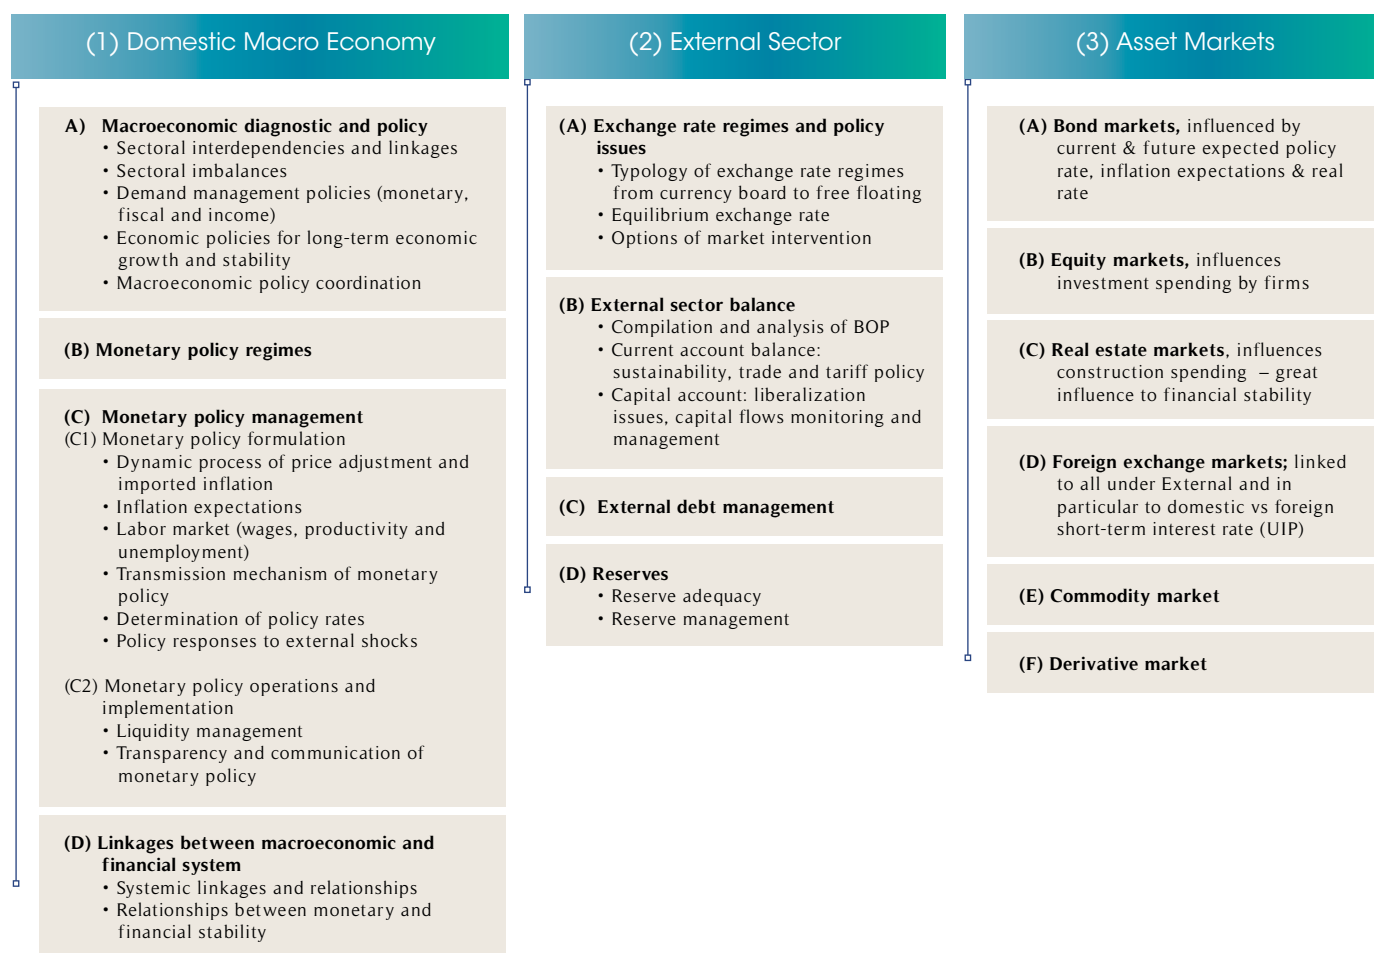 (1) Domestic Macro Economy
A) Macroeconomic diagnostic and policy
• Sectoral interdependencies and linkages
• Sectoral imbalances
• Demand management policies (monetary,
fiscal and income)
• Economic policies for long-term economic
growth and stability
• Macroeconomic policy coordination
(B) Monetary policy regimes
(C) Monetary policy management
(C1) Monetary policy formulation
• Dynamic process of price adjustment and
imported inflation
• Inflation expectations
• Labor market (wages, productivity and
unemployment)
• Transmission mechanism of monetary
policy
• Determination of policy rates
• Policy responses to external shocks
(C2) Monetary policy operations and
implementation
• Liquidity management
• Transparency and communication of
monetary policy
(D) Linkages between macroeconomic and
financial system
• Systemic linkages and relationships
• Relationships between monetary and
financial stability
(2) External Sector
(A) Exchange rate regimes and policy
issues
• Typology of exchange rate regimes
from currency board to free floating
• Equilibrium exchange rate
• Options of market intervention
(B) External sector balance
• Compilation and analysis of BOP
• Current account balance:
sustainability, trade and tariff policy
• Capital account: liberalization
issues, capital flows monitoring and
management
(C) External debt management
(D) Reserves
• Reserve adequacy
• Reserve management
(3) Asset Markets
(A) Bond markets, influenced by
current & future expected policy
rate, inflation expectations & real
rate
(B) Equity markets, influences
investment spending by firms
(C) Real estate markets, influences
construction spending – great
influence to financial stability
(D) Foreign exchange markets; linked
to all under External and in
particular to domestic vs foreign
short-term interest rate (UIP)
(E) Commodity market
(F) Derivative market